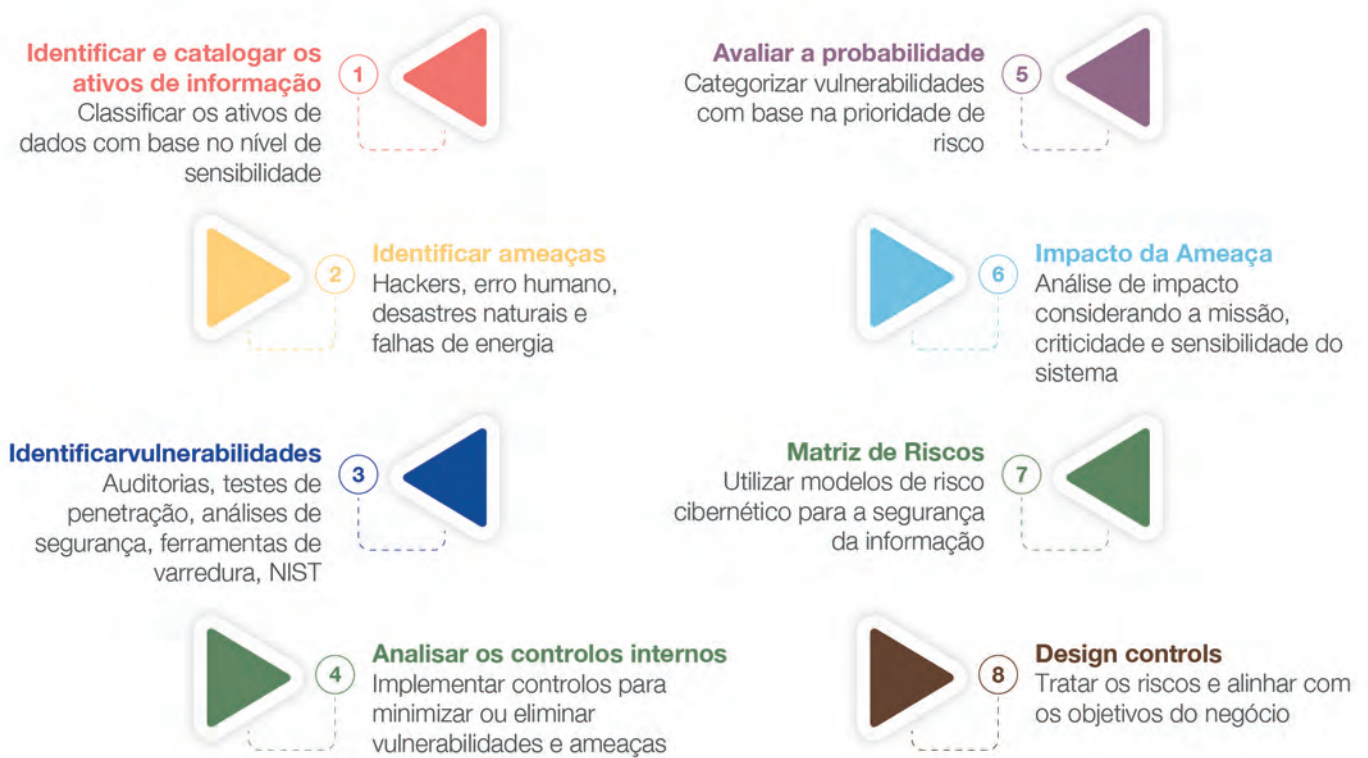 Identificar e catalogar os
ativos de informação
1
Classificar os ativos de
dados com base no nível de
sensibilidade
2
Identificar ameaças
Hackers, erro humano,
desastres naturais e
falhas de energia
Identificarvulnerabilidades
3
Auditorias, testes de
penetração, análises de
segurança, ferramentas de
varredura, NIST
4
Analisar os controlos internos
Implementar controlos para
minimizar ou eliminar
vulnerabilidades e ameaças
Avaliar a probabilidade
5
Categorizar vulnerabilidades
com base na prioridade de
risco
6
Impacto da Ameaça
Análise de impacto
considerando a missão,
criticidade e sensibilidade do
sistema
Matriz de Riscos
7
Utilizar modelos de risco
cibernético para a segurança
da informação
8
Design controls
Tratar os riscos e alinhar com
os objetivos do negócio